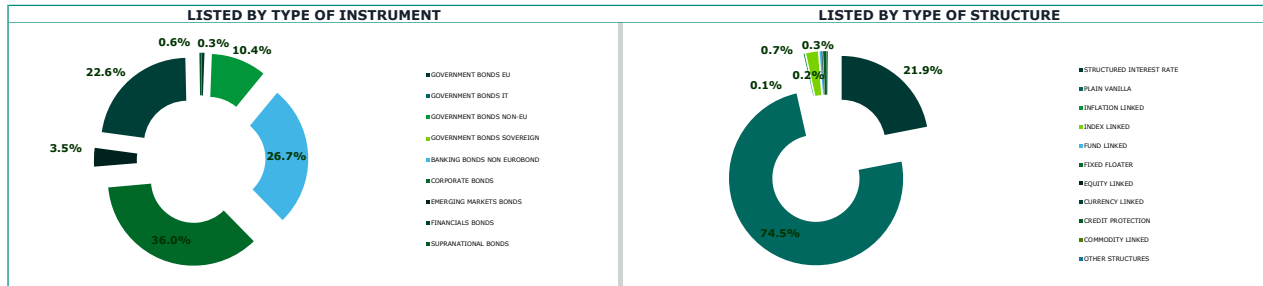 LISTED BY TYPE OF INSTRUMENT
0.6%
0.3%
10.4%
22.6%
3.5%
26.7%
36.0%
GOVERNMENT BONDS EU
GOVERNMENT BONDS IT
GOVERNMENT BONDS NON-EU
GOVERNMENT BONDS SOVEREIGN
BANKING BONDS NON EUROBOND
CORPORATE BONDS
EMERGING MARKETS BONDS
FINANCIALS BONDS
SUPRANATIONAL BONDS
LISTED BY TYPE OF STRUCTURE
0.7%
0.3%
0.2%
0.1%
21.9%
74.5%
STRUCTURED INTEREST RATE
PLAIN VANILLA
INFLATION LINKED
INDEX LINKED
FUND LINKED
FIXED FLOATER
EQUITY LINKED
CURRENCY LINKED
CREDIT PROTECTION
COMMODITY LINKED
OTHER STRUCTURES